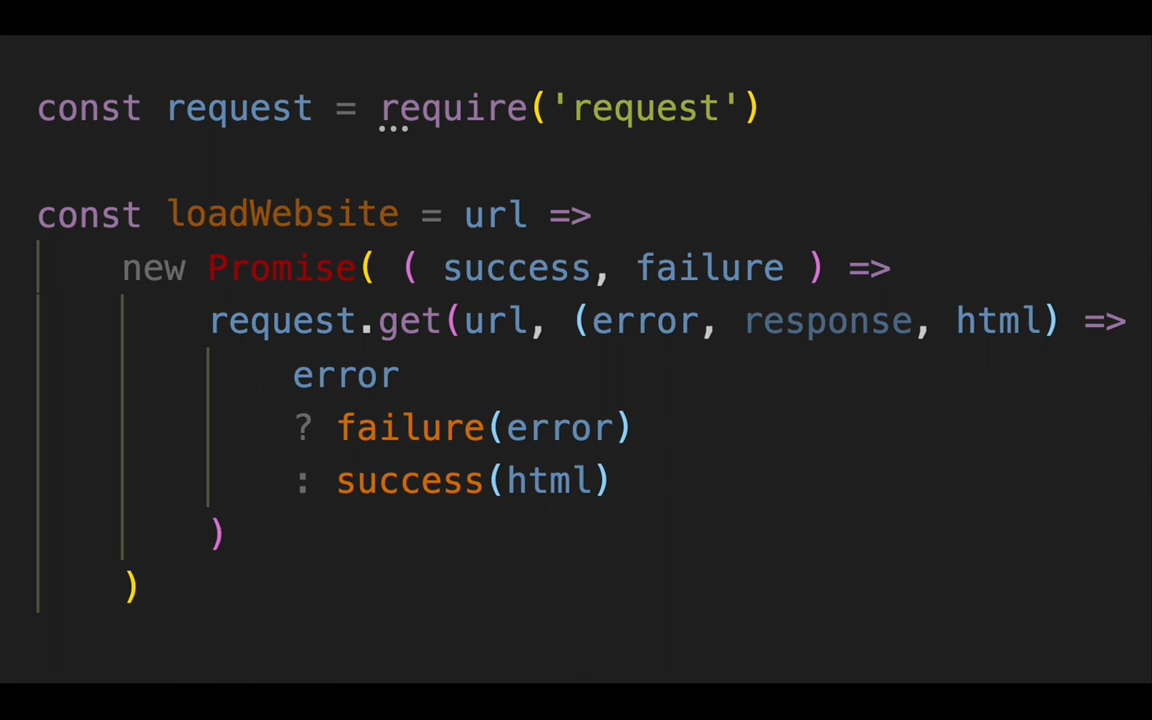 const request = require('request')
const loadWebsite = url =>
new Promise( ( success, failure ) =>
request.get(url, (error, response, html) =>
error
? failure(error)
: success(html)
)
)